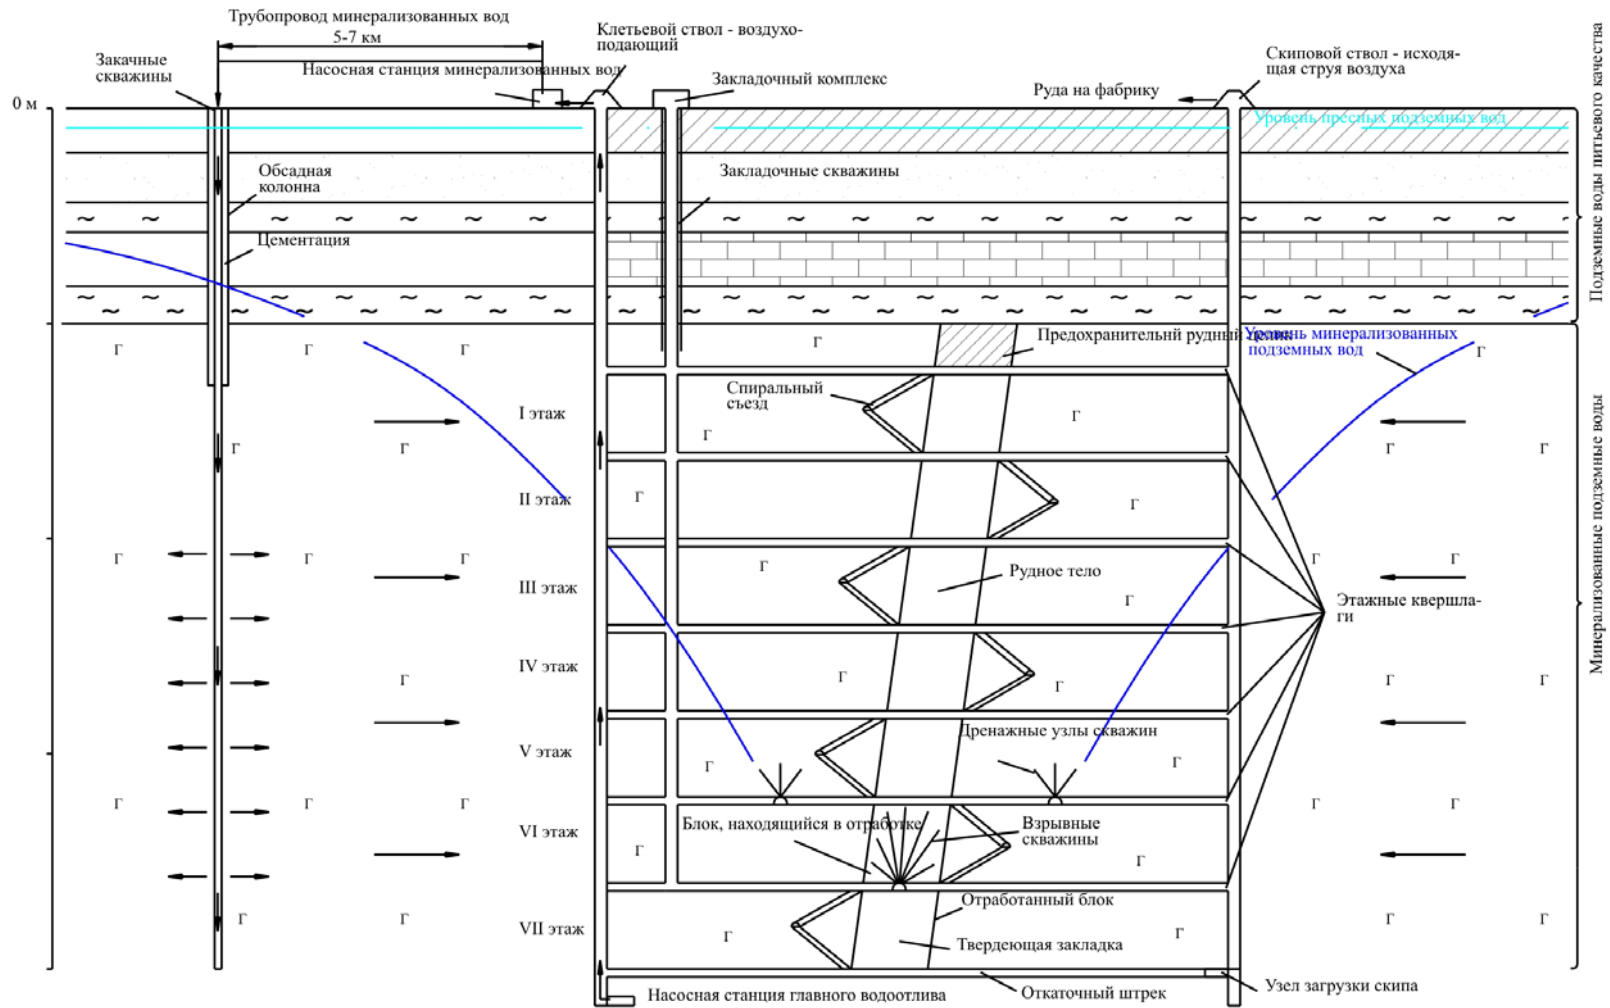 Трубопровод минерализованных вод
5-7 км
Клетьевой ствол - воздухо-
подающий
Закачные
скважины
Насосная станция минерализованных вод
Закладочный комплекс
Скиповой ствол - исходя-
щая струя воздуха
Руда на фабрику
0 м
Уровень пресных подземных вод
Подземные воды питьевого качества
Обсадная
колонна
Закладочные скважины
Цементация
Предохранительнй рудный целик
Уровень минерализованных
подземных вод
Г
Г
Г
Г
Г
Спиральный
съезд
I этаж
Г
Г
Г
Г
Г
Г
II этаж
Г
Г
Минерализованные подземные воды
Г
Г
Г
Г
Г
Г
III этаж
Рудное тело
Г
Этажные квершла-
ги
IV этаж
Г
Г
Г
Г
Г
Дренажные узлы скважин
V этаж
Г
Г
Г
Г
Г
Г
Г
Блок, находящийся в отработке
Взрывные
скважины
VI этаж
Г
Г
Отработанный блок
Г
Г
Г
Г
VII этаж
Г
Г
Твердеющая закладка
Узел загрузки скипа
Насосная станция главного водоотлива
Откаточный штрек